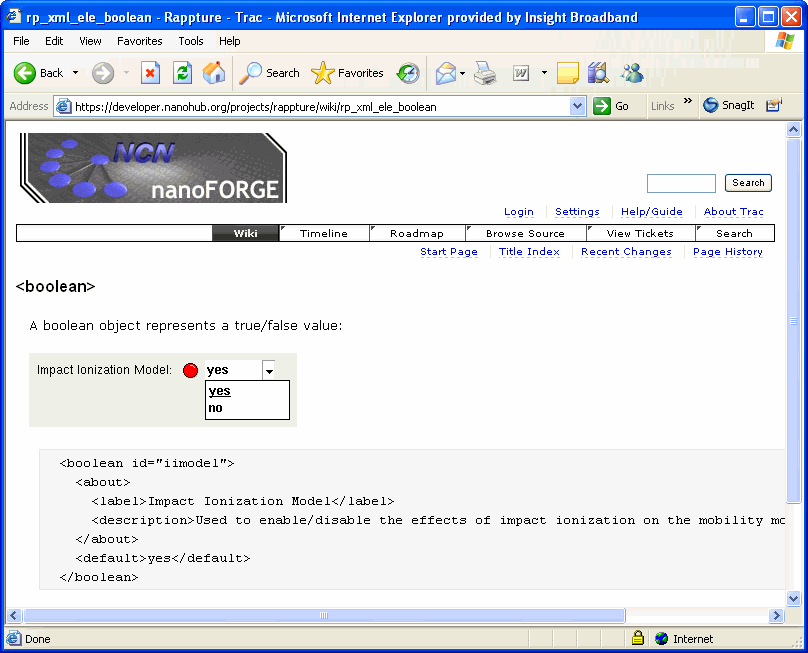 rp_xml_ele_boolean - Rappture - Trac - Microsoft Internet Explorer provided by Insight Broadband
File Edit View Favorites Tools Help
Back Search Favorites W
Address https://developer.nanohub.org/projects/rappture/wiki/rp_xml_ele_boolean Go Links » SnagIt
NCN
nanoFORGE
Search
Login Settings Help/Guide About Trac
Wiki Timeline Roadmap Browse Source View Tickets Search
Start Page Title Index Recent Changes Page History
<boolean>
A boolean object represents a true/false value:
Impact Ionization Model: yes
yes
no
<boolean id="iimodel">
<about>
<label>Impact Ionization Model</label>
<description>Used to enable/disable the effects of impact ionization on the mobility mo
</about>
<default>yes</default>
</boolean>
Done Internet